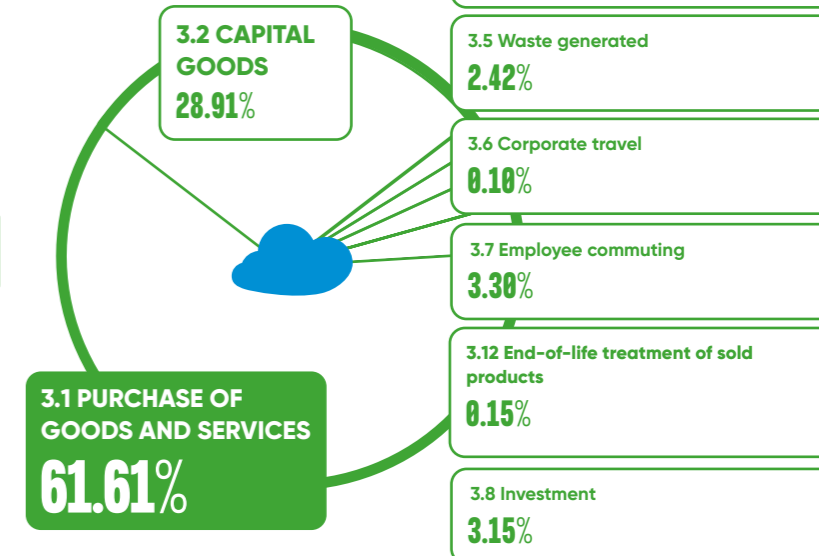 3.2 CAPITAL
GOODS
28.91%
3.1 PURCHASE OF
GOODS AND SERVICES
61.61%
3.5 Waste generated
2.42%
3.6 Corporate travel
0.10%
3.7 Employee commuting
3.30%
3.12 End-of-life treatment of sold
products
0.15%
3.8 Investment
3.15%